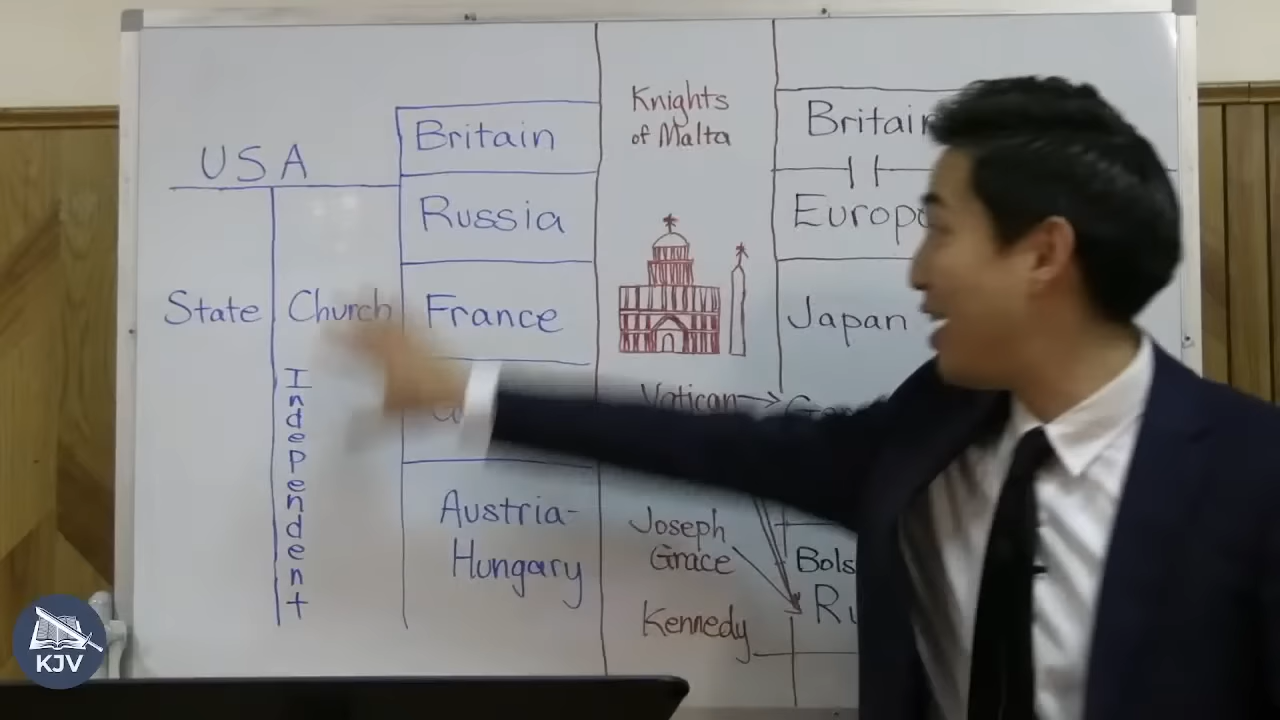 USA
State
Church
Independent
Britain
Russia
France
Austria-
Hungary
Knights
of Malta
Vatican
Joseph
Grace
Kennedy
Britain
Europe
Japan
KJV